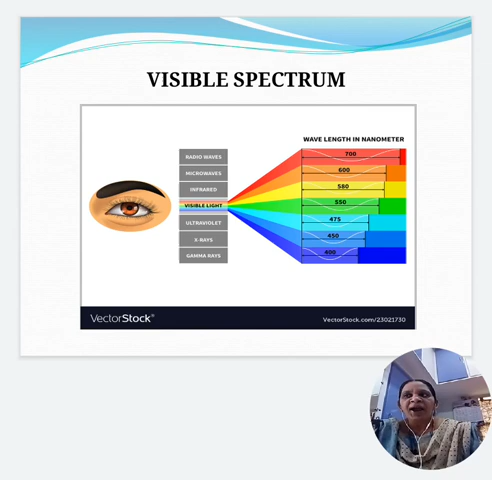 VISIBLE SPECTRUM
WAVE LENGTH IN NANOMETER
RADIO WAVES
MICROWAVES
INFRARED
VISIBLE LIGHT
ULTRAVIOLET
X-RAYS
GAMMA RAYS
700
600
580
550
475
450
400
VectorStock®
VectorStock.com/23021730